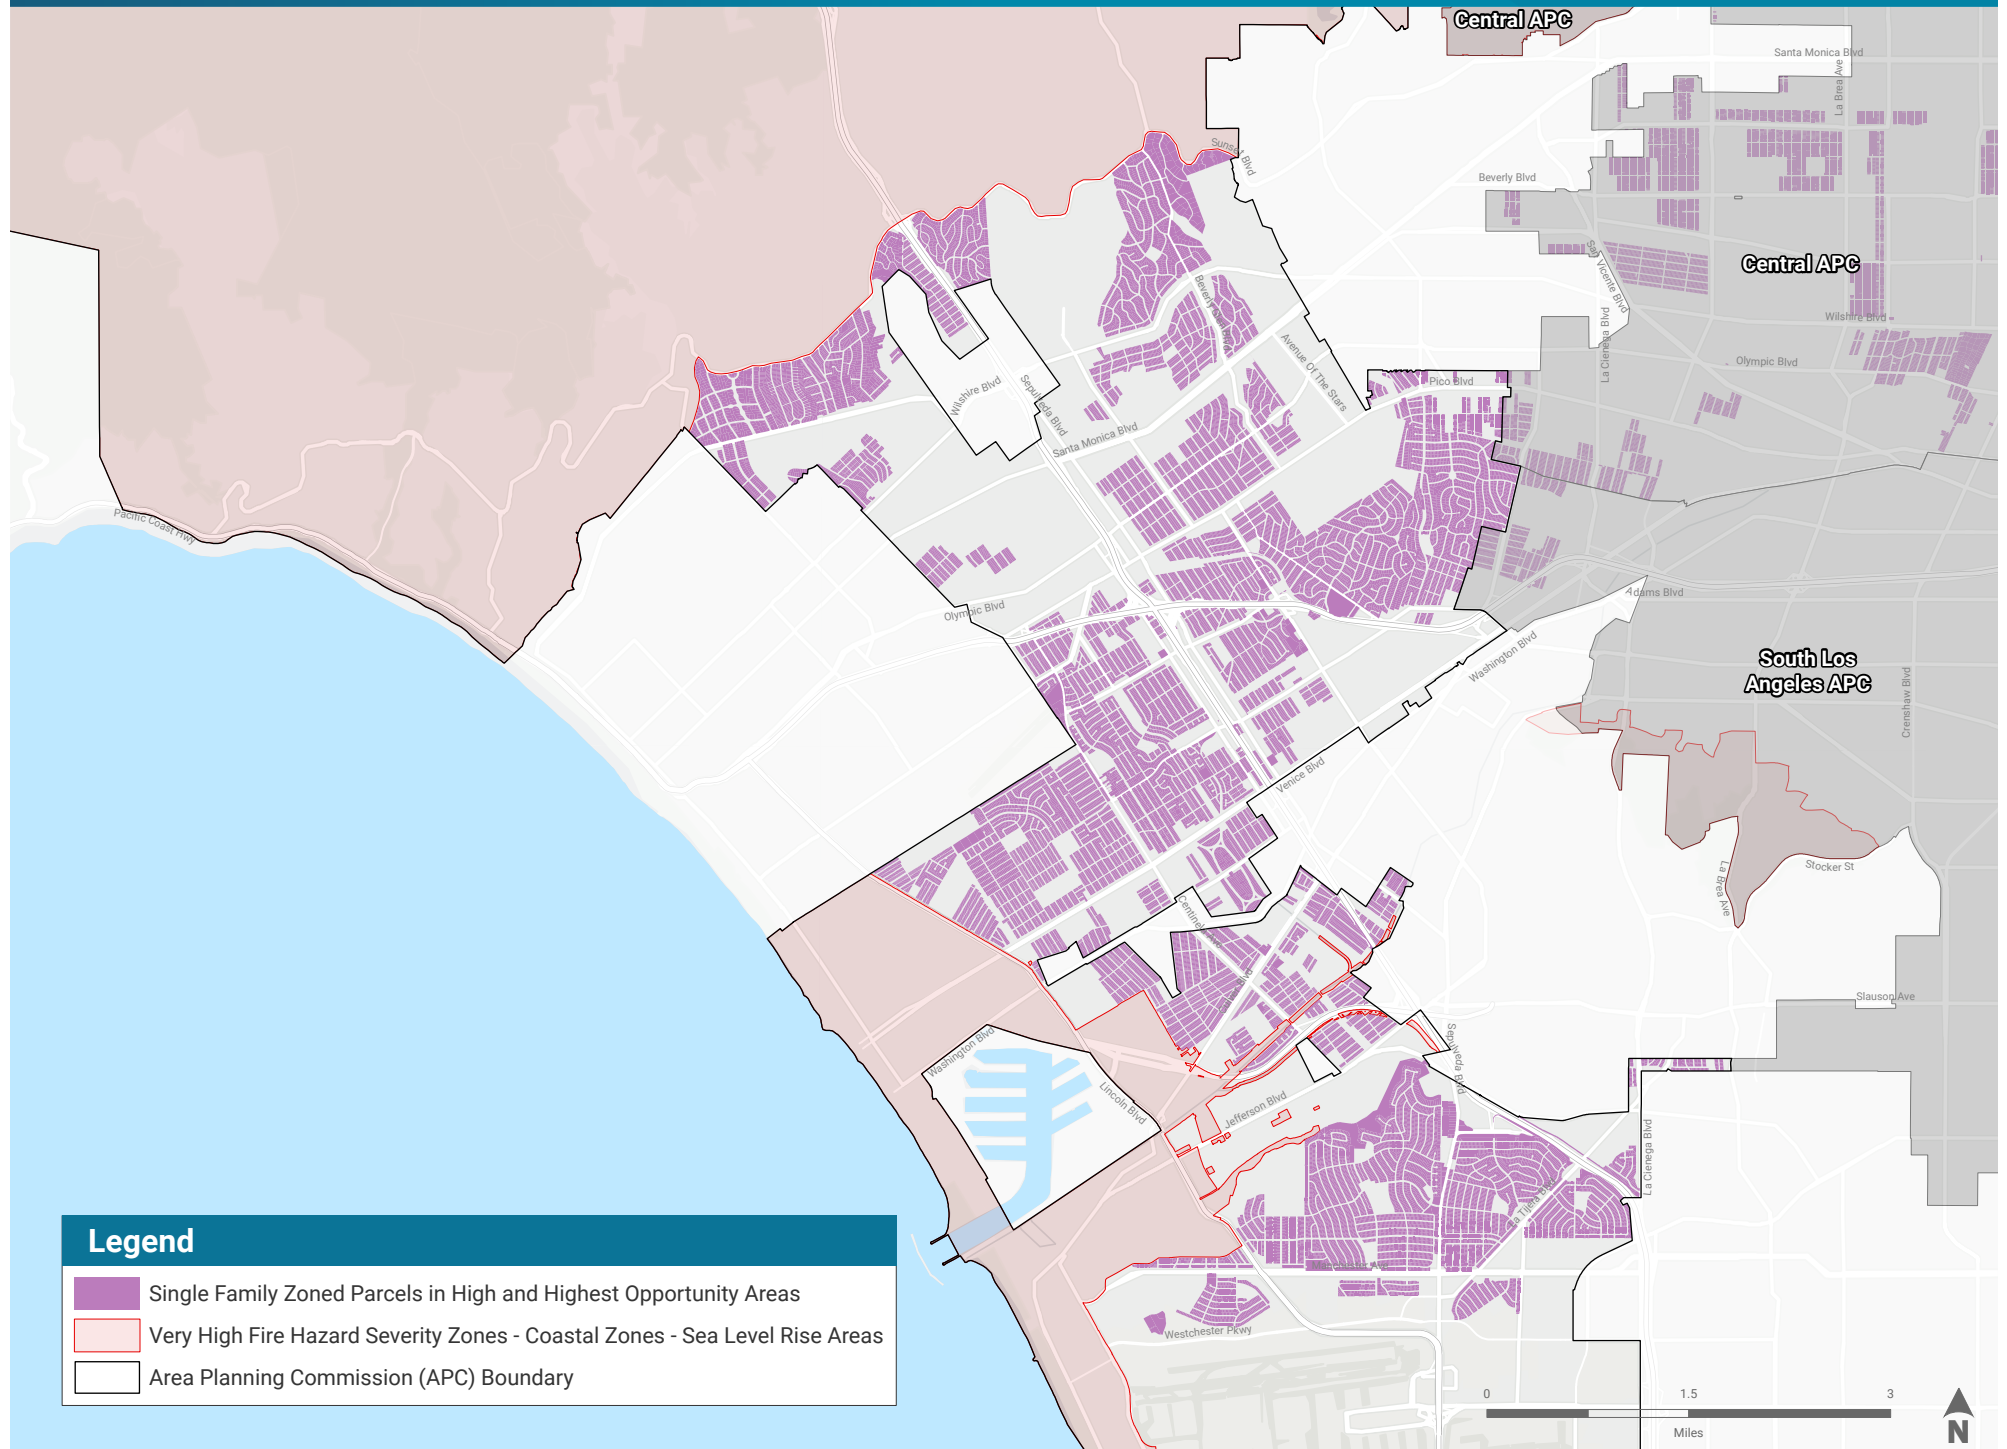 Central APC
Santa Monica Blvd
La Brea Ave
Sunset Blvd
Beverly Blvd
San Vicente Blvd
Central APC
Wilshire Blvd
La Cienega Blvd
Olympic Blvd
Avenue Of The Stars
Pico Blvd
Wilshire Blvd
Sepulveda Blvd
Santa Monica Blvd
Pacific Coast Hwy
Olympic Blvd
Adams Blvd
Washington Blvd
South Los
Angeles APC
Crenshaw Blvd
Venice Blvd
Stocker St
La Brea Ave
Slauson Ave
Washington Blvd
Lincoln Blvd
Sepulveda Blvd
Jefferson Blvd
La Cienega Blvd
La Tijera Blvd
Manchester Ave
Westchester Pkwy
Legend
Single Family Zoned Parcels in High and Highest Opportunity Areas
Very High Fire Hazard Severity Zones - Coastal Zones - Sea Level Rise Areas
Area Planning Commission (APC) Boundary
0 1.5 3
Miles
N